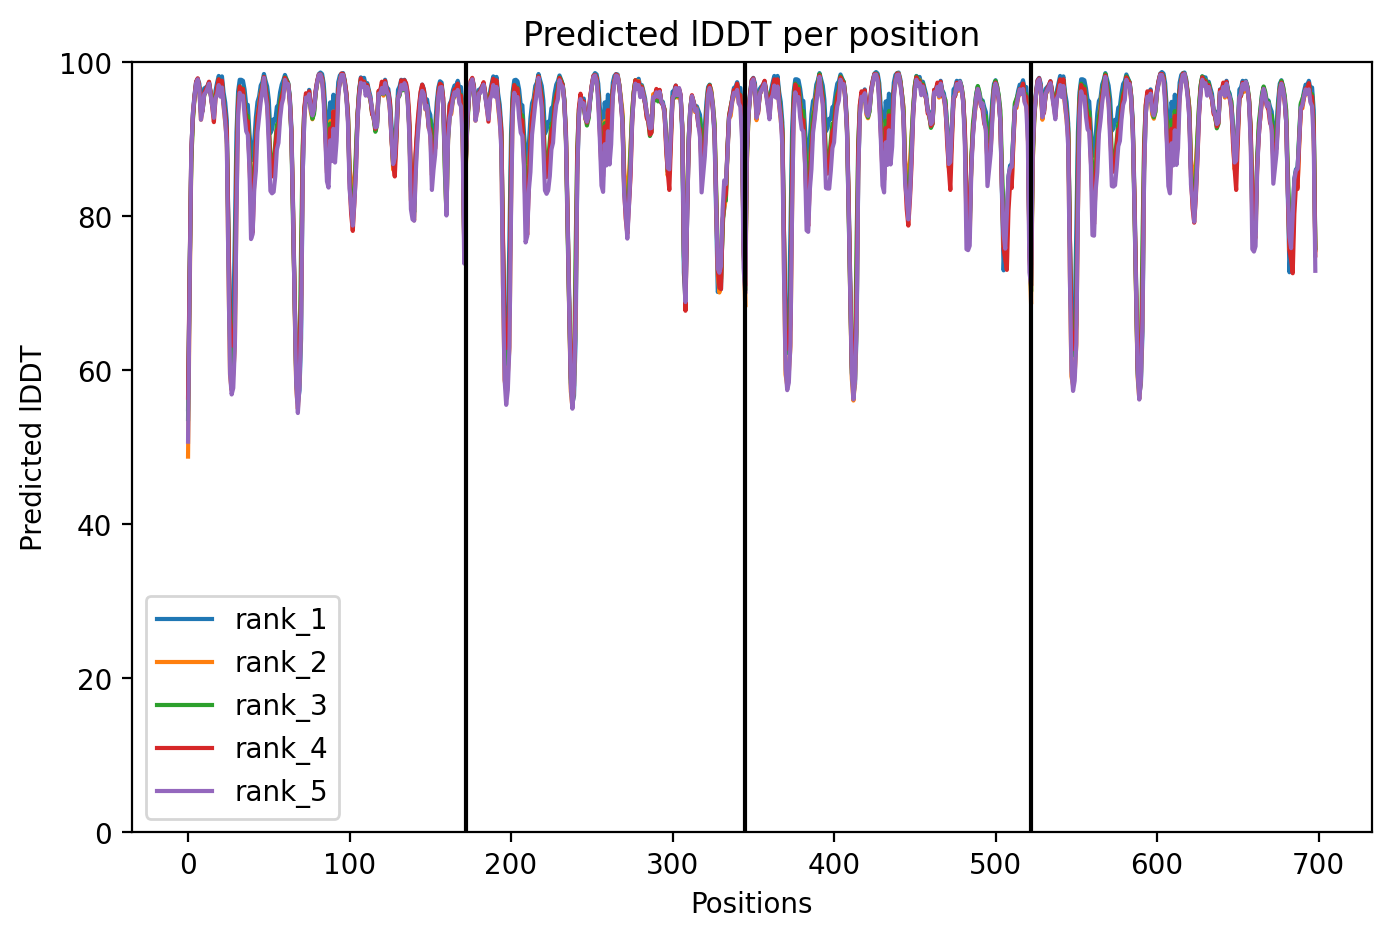 Predicted lDDT per position
100
80
60
40
20
0
Predicted lDDT
rank_1
rank_2
rank_3
rank_4
rank_5
0 100 200 300 400 500 600 700
Positions